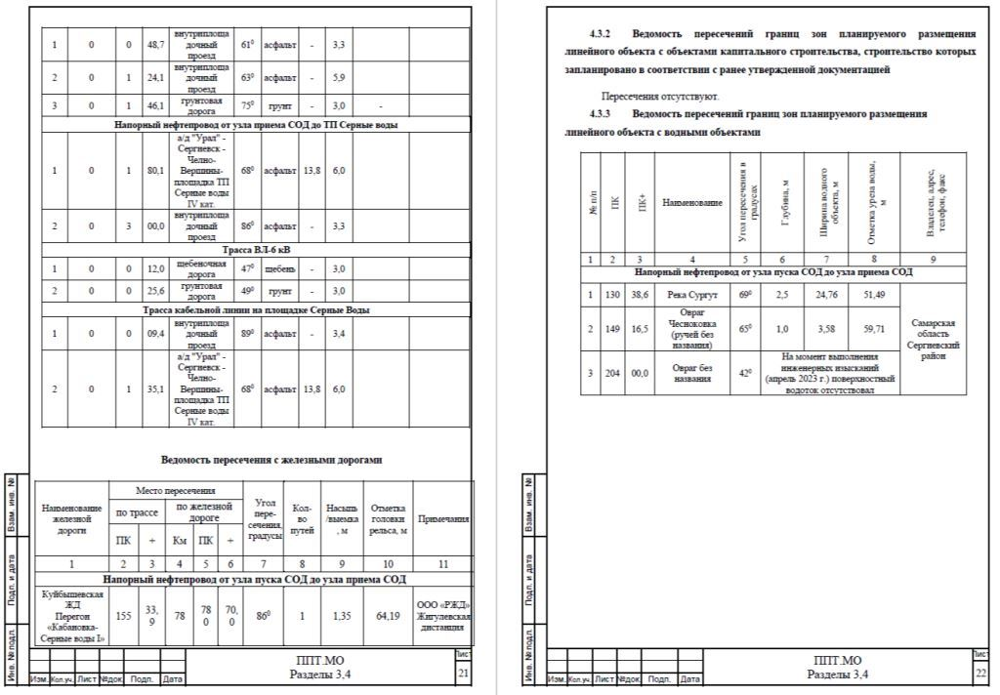 1 0 0 48,7 внутриплоща дочный проезд 61⁰ асфальт - 3,3
2 0 1 24,1 внутриплоща дочный проезд 63⁰ асфальт - 5,9
3 0 1 46,1 грунтовая дорога 75⁰ грунт - 3,0 -
Напорный нефтепровод от узла приема СОД до ТП Серные воды
1 0 1 80,1 а/д "Урал" - Сергиевск - Челно- Вершины- площадка ТП Серные воды IV кат. 68⁰ асфальт 13,8 6,0
2 0 3 00,0 внутриплоща дочный проезд 86⁰ асфальт - 3,3
Трасса ВЛ-6 кВ
1 0 0 12,0 щебеночная дорога 47⁰ щебень - 3,0
2 0 0 25,6 грунтовая дорога 49⁰ грунт - 3,0
Трасса кабельной линии на площадке Серные Воды
1 0 0 09,4 внутриплоща дочный проезд 89⁰ асфальт - 3,4
2 0 1 35,1 а/д "Урал" - Сергиевск - Челно- Вершины- площадка ТП Серные воды IV кат. 68⁰ асфальт 13,8 6,0
Ведомость пересечения с железными дорогами
Наименование железной дороги
Место пересечения
по трассе
по железной дороге
ПК + Км ПК +
Угол пере- сечения, градусы
Кол- во путей
Насыпь /выемка , м
Отметка головки рельса, м
Примечания
1 2 3 4 5 6 7 8 9 10 11
Напорный нефтепровод от узла пуска СОД до узла приема СОД
Куйбышевская ЖД Перегон «Кабановка- Серные воды I» 155 33, 9 78 78 0 70, 0 86⁰ 1 1,35 64,19 ООО «РЖД» Жигулевская дистанция
Взам. инв. №
Подп. и дата
Инв. № подп.
Изм. Кол.уч. Лист №док. Подп. Дата
ППТ.МО
Разделы 3,4
Лист
21
4.3.2 Ведомость пересечений границ зон планируемого размещения
линейного объекта с объектами капитального строительства, строительство которых
запланировано в соответствии с ранее утвержденной документацией
Пересечения отсутствуют.
4.3.3 Ведомость пересечений границ зон планируемого размещения
линейного объекта с водными объектами
№ п/п
ПК
ПК+
Наименование
Угол пересечения в градусах
Глубина, м
Ширина водного объекта, м
Отметка уреза воды, м
Владелец, адрес, телефон, факс
1 2 3 4 5 6 7 8 9
Напорный нефтепровод от узла пуска СОД до узла приема СОД
1 130 38,6 Река Сургут 69⁰ 2,5 24,76 51,49
2 149 16,5 Овраг Чесноковка (ручей без названия) 65⁰ 1,0 3,58 59,71
Самарская область Сергиевский район
3 204 00,0 Овраг без названия 42⁰ На момент выполнения инженерных изысканий (апрель 2023 г.) поверхностный водоток отсутствовал
Взам. инв. №
Подп. и дата
Инв. № подп.
Изм. Кол.уч. Лист №док. Подп. Дата
ППТ.МО
Разделы 3,4
Лист
22